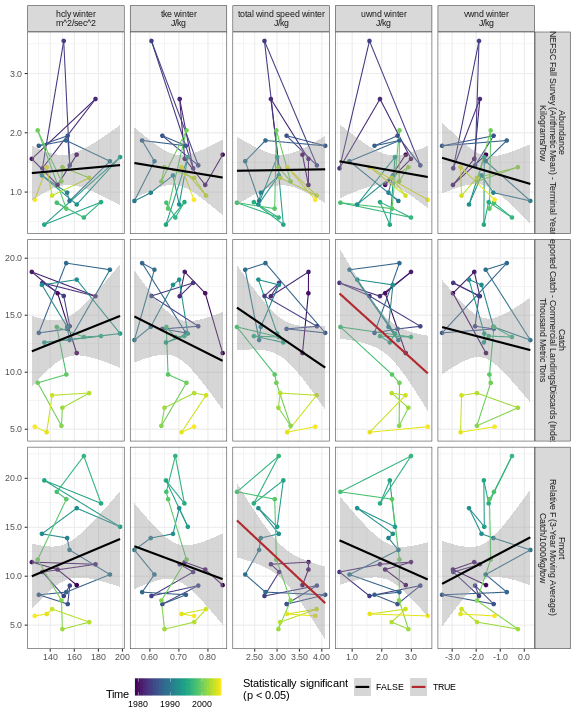 hdy winter
m^2/sec^2
tke winter
J/kg
total wind speed winter
J/kg
uwnd winter
J/kg
vwnd winter
J/kg
3.0
2.0
1.0
Abundance
NEFSC Fall Survey (Arithmetic Mean) - Terminal Year
Kilograms/tow
20.0
15.0
10.0
5.0
Catch
eported Catch - Commercial Landings/Discards (Inde
Thousand Metric Tons
20.0
15.0
10.0
5.0
Fmort
Relative F (3-Year Moving Average)
Catch/1000/kg/tow
140 160 180 200
0.60 0.70 0.80
2.50 3.00 3.50 4.00
1.0 2.0 3.0
-3.0 -2.0 -1.0 0.0
Time
1980 1990 2000
Statistically significant
(p < 0.05)
FALSE
TRUE